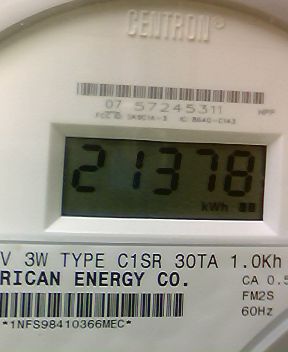 CENTRON®
07 57245311
HPP
21378
kWh
V 3W TYPE C1SR 30TA 1.0Kh
RICAN ENERGY CO.
CA 0.5
FM2S
60Hz
*1NFS98410366MEC*